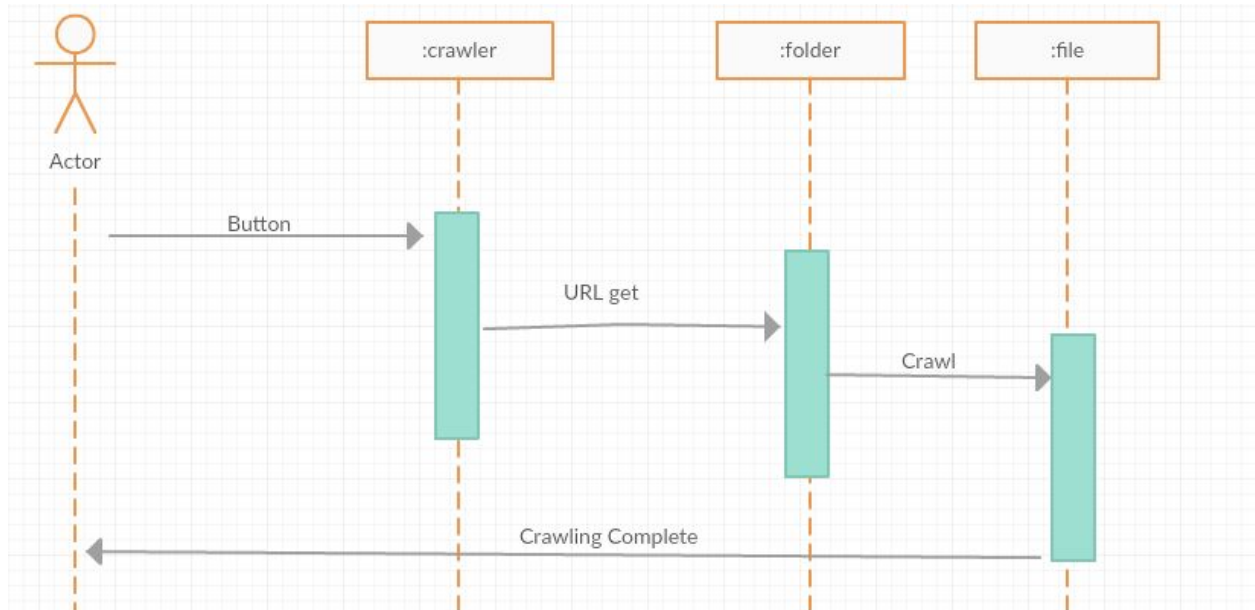 :crawler
:folder
:file
Actor
Button
URL get
Crawl
Crawling Complete